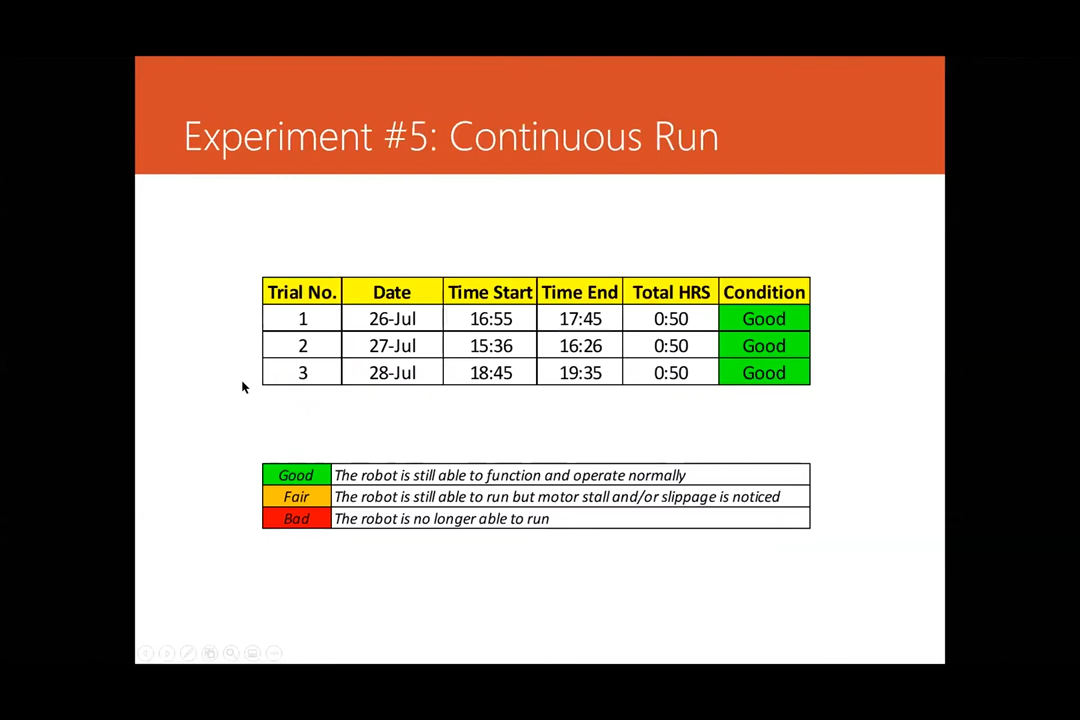 Experiment #5: Continuous Run
Trial No. Date Time Start Time End Total HRS Condition
1 26-Jul 16:55 17:45 0:50 Good
2 27-Jul 15:36 16:26 0:50 Good
3 28-Jul 18:45 19:35 0:50 Good
Good The robot is still able to function and operate normally
Fair The robot is still able to run but motor stall and/or slippage is noticed
Bad The robot is no longer able to run